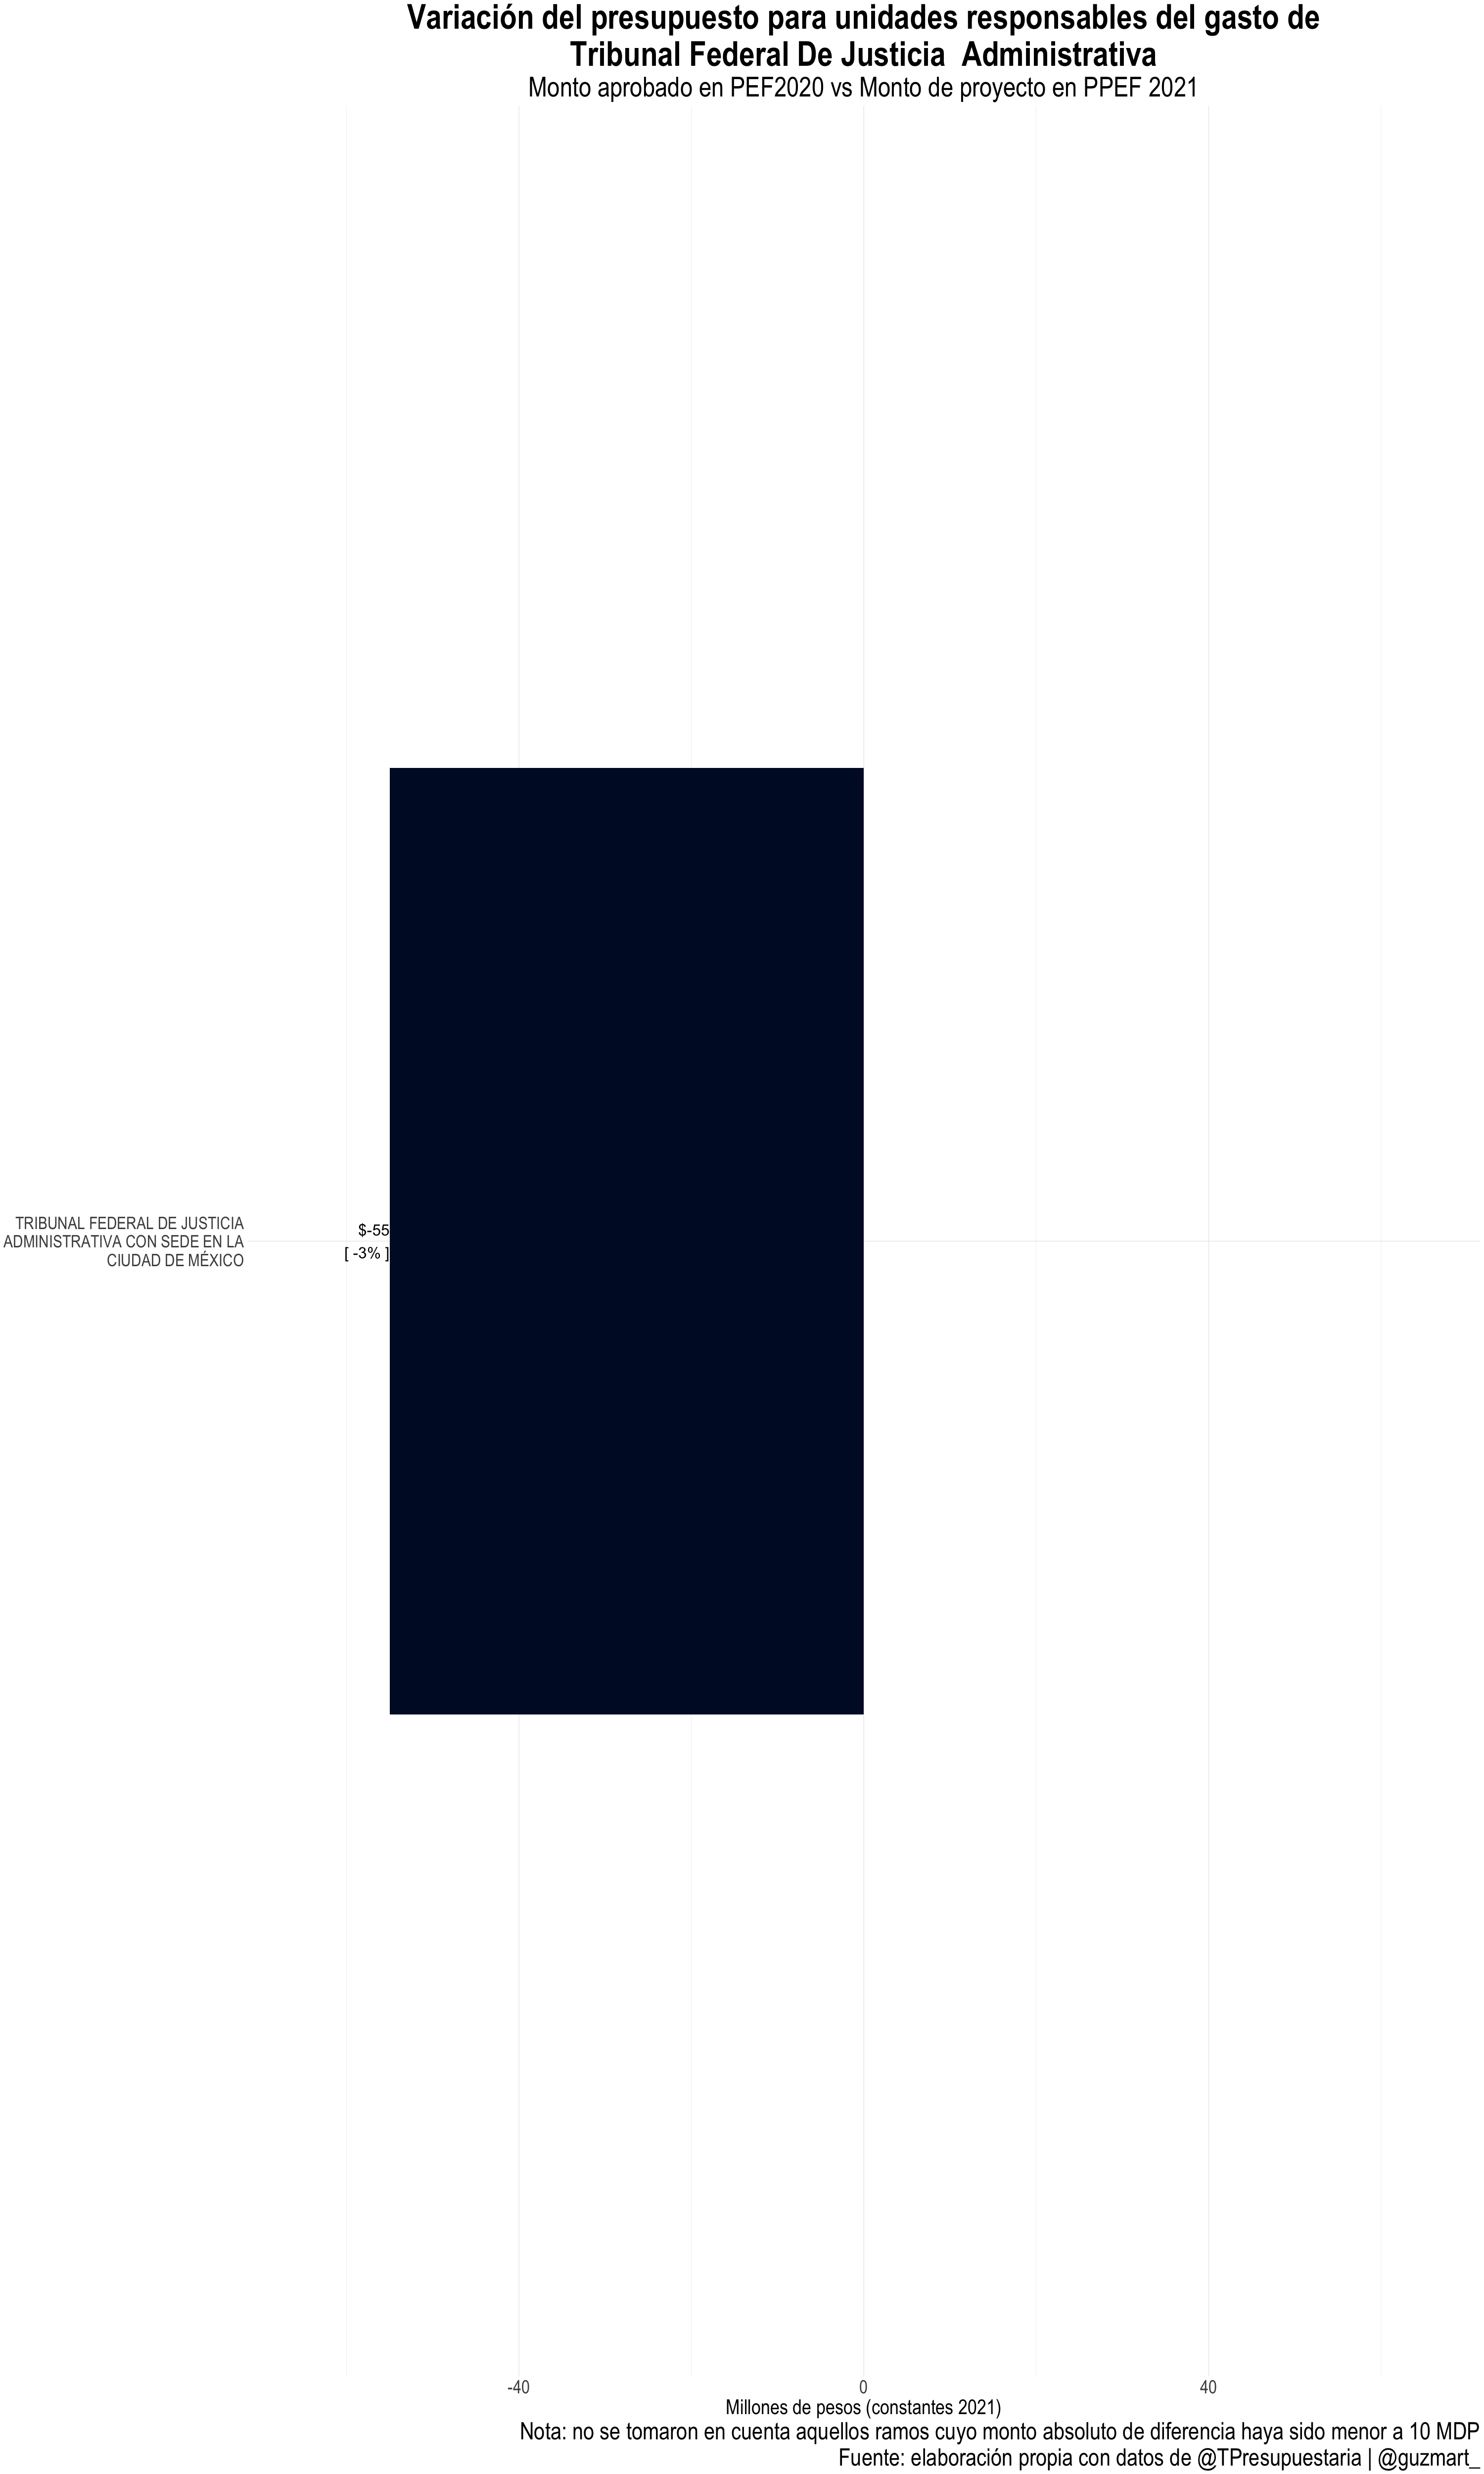 Variación del presupuesto para unidades responsables del gasto de
Tribunal Federal De Justicia  Administrativa
Monto aprobado en PEF2020 vs Monto de proyecto en PPEF 2021
TRIBUNAL FEDERAL DE JUSTICIA
ADMINISTRATIVA CON SEDE EN LA
CIUDAD DE MÉXICO
$-55
[ -3% ]
-40
0
40
Millones de pesos (constantes 2021)
Nota: no se tomaron en cuenta aquellos ramos cuyo monto absoluto de diferencia haya sido menor a 10 MDP
Fuente: elaboración propia con datos de @TPresupuestaria | @guzmart_